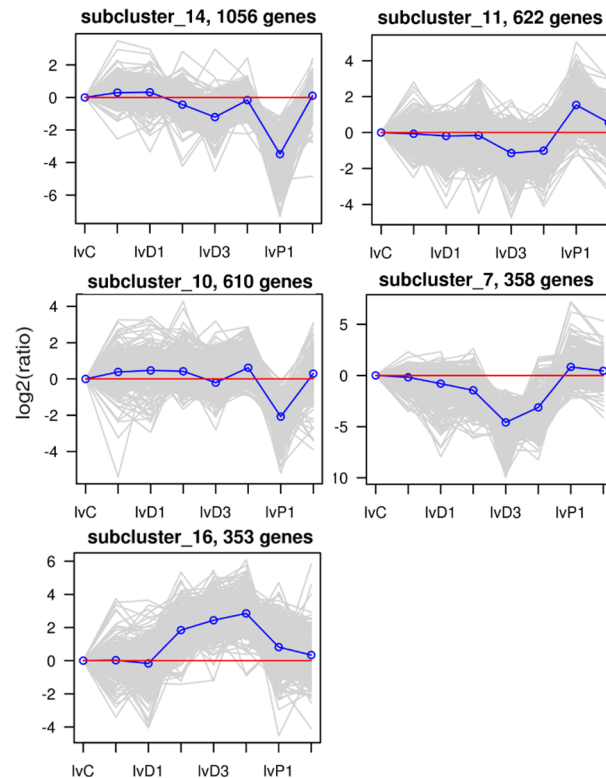 subcluster_14, 1056 genes
2
0
-2
-4
-6
lvC lvD1 lvD3 lvP1
subcluster_11, 622 genes
4
2
0
-2
-4
lvC lvD1 lvD3 lvP1
log2(ratio)
subcluster_10, 610 genes
4
2
0
-2
-4
lvC lvD1 lvD3 lvP1
subcluster_7, 358 genes
5
0
-5
10
lvC lvD1 lvD3 lvP1
subcluster_16, 353 genes
6
4
2
0
-2
-4
lvC lvD1 lvD3 lvP1